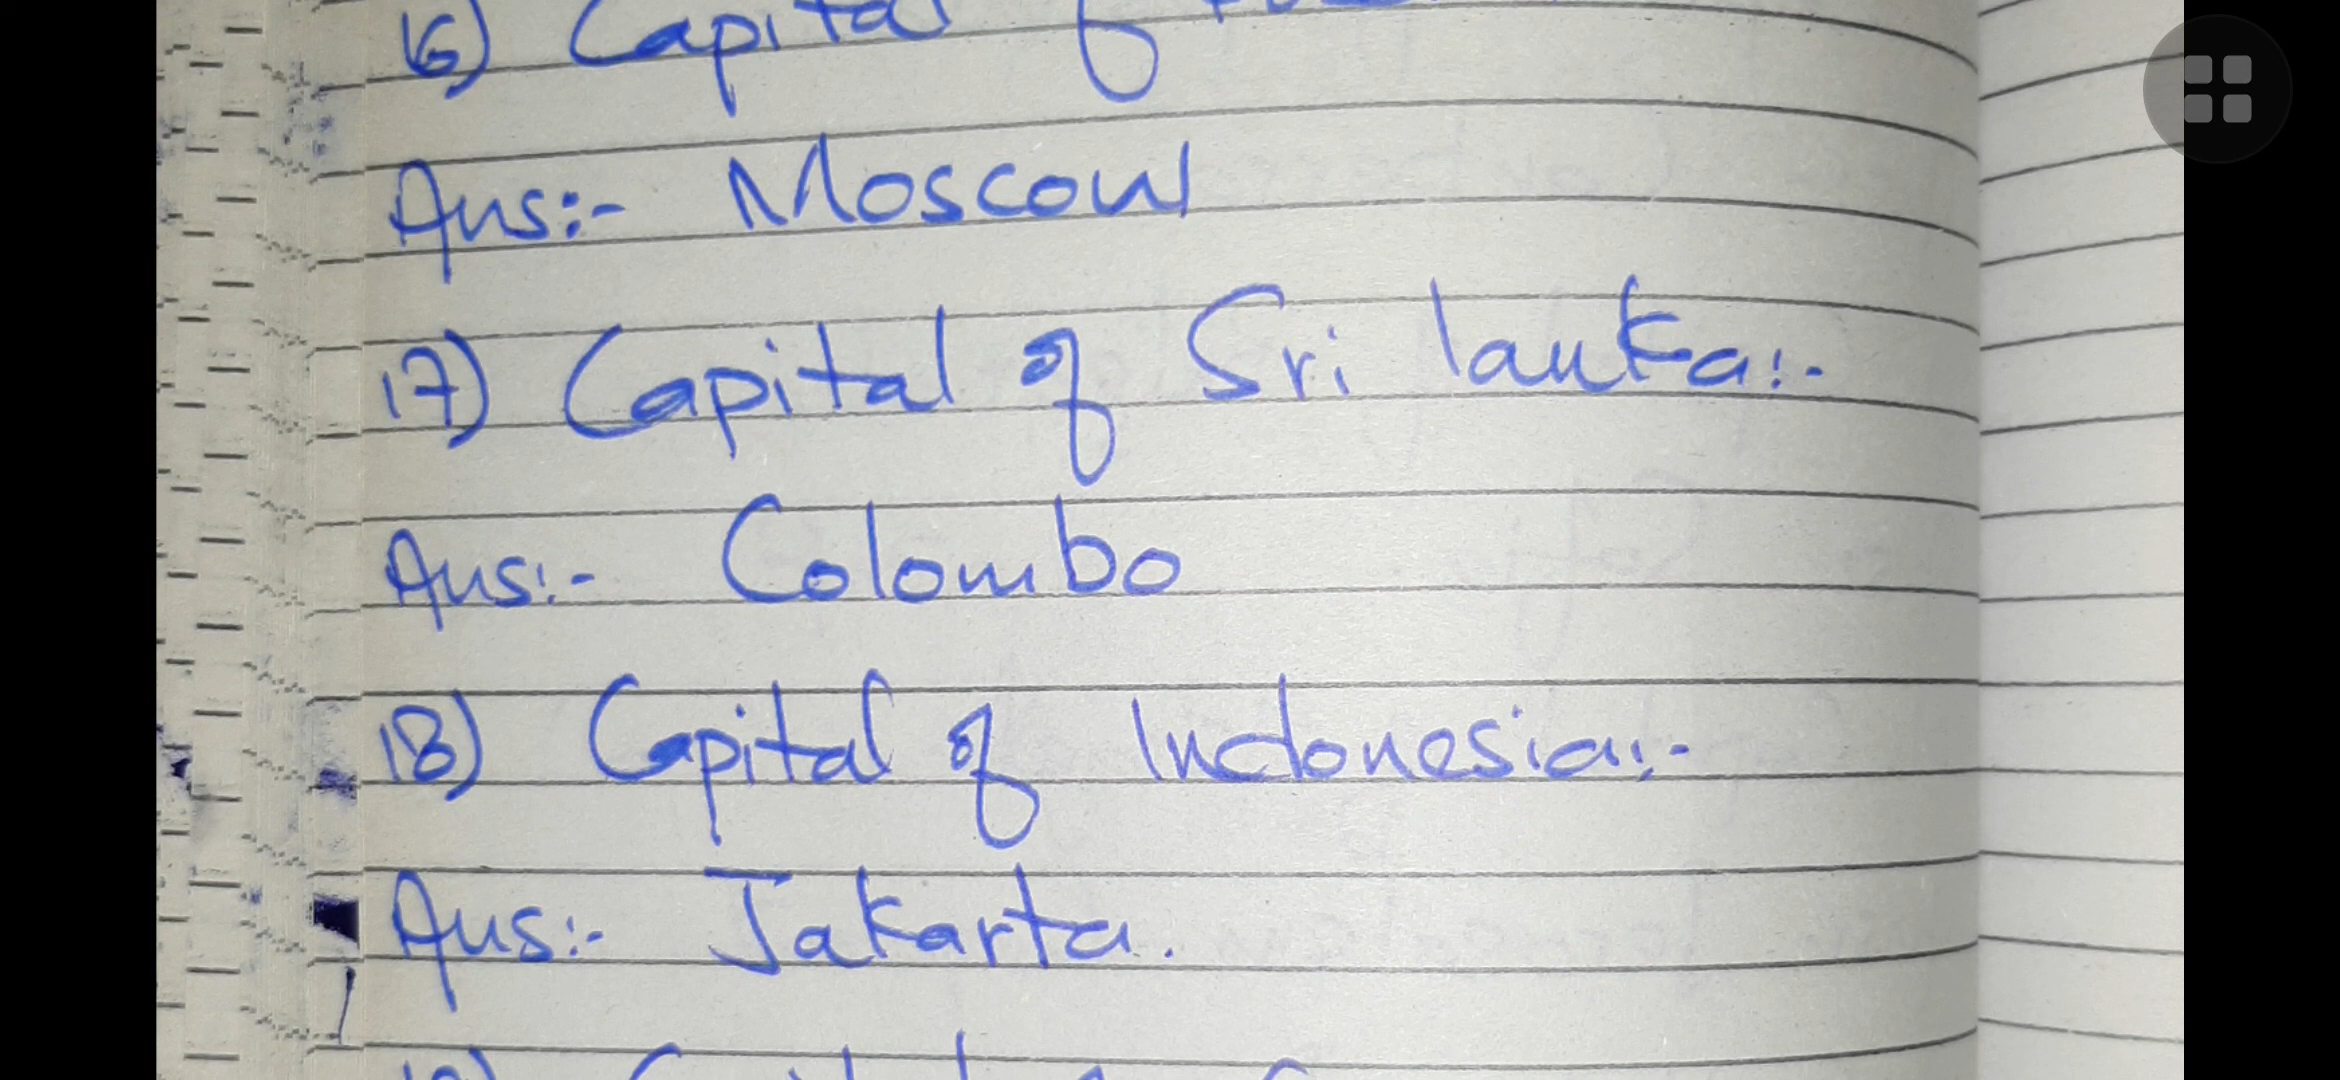 16) Capital of
Ans:- Moscow
17) Capital of Sri lanka:-
Ans:- Colombo
18) Capital of Indonesia:-
Ans:- Jakarta.